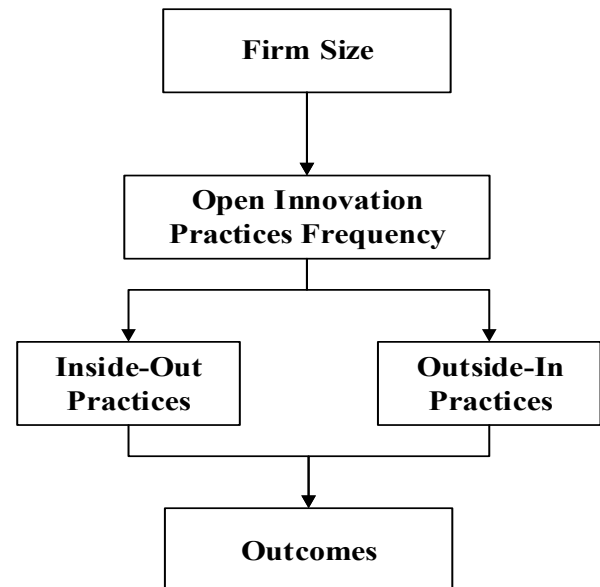 Firm Size
Open Innovation
Practices Frequency
Inside-Out
Practices
Outside-In
Practices
Outcomes